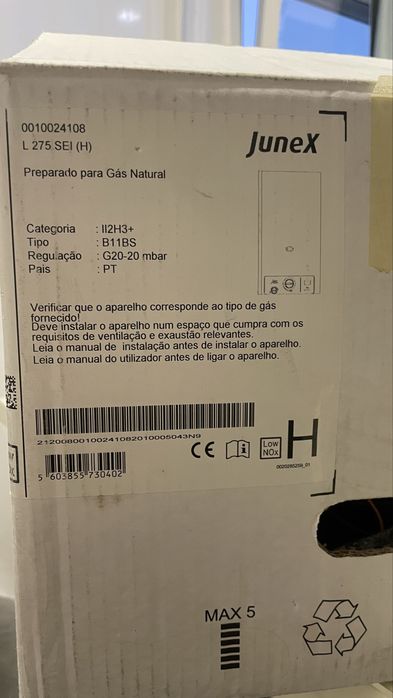 0010024108
L 275 SEI (H)
JuneX
Preparado para Gás Natural
Categoria : II2H3+
Tipo : B11BS
Regulação : G20-20 mbar
Pais : PT
Verificar que o aparelho corresponde ao tipo de gás
fornecido!
Deve instalar o aparelho num espaço que cumpra com os
requisitos de ventilação e exaustão relevantes.
Leia o manual de instalação antes de instalar o aparelho.
Leia o manual do utilizador antes de ligar o aparelho.
21200800100241082010005043N9
CE
i
Low
NOx
H
5 603855 730402
MAX 5